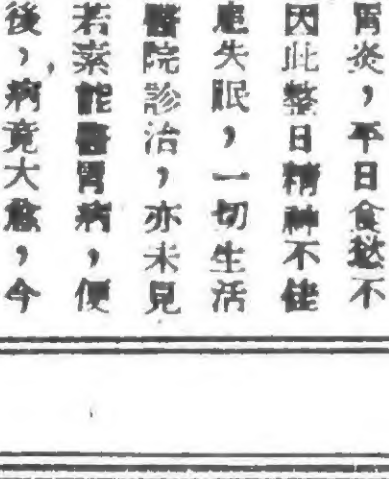 胃炎，平日食慾不
因此整日精神不佳
患失眠，一切生活
醫院診治，亦未見
若素能醫胃病，便
後，病竟大愈，今